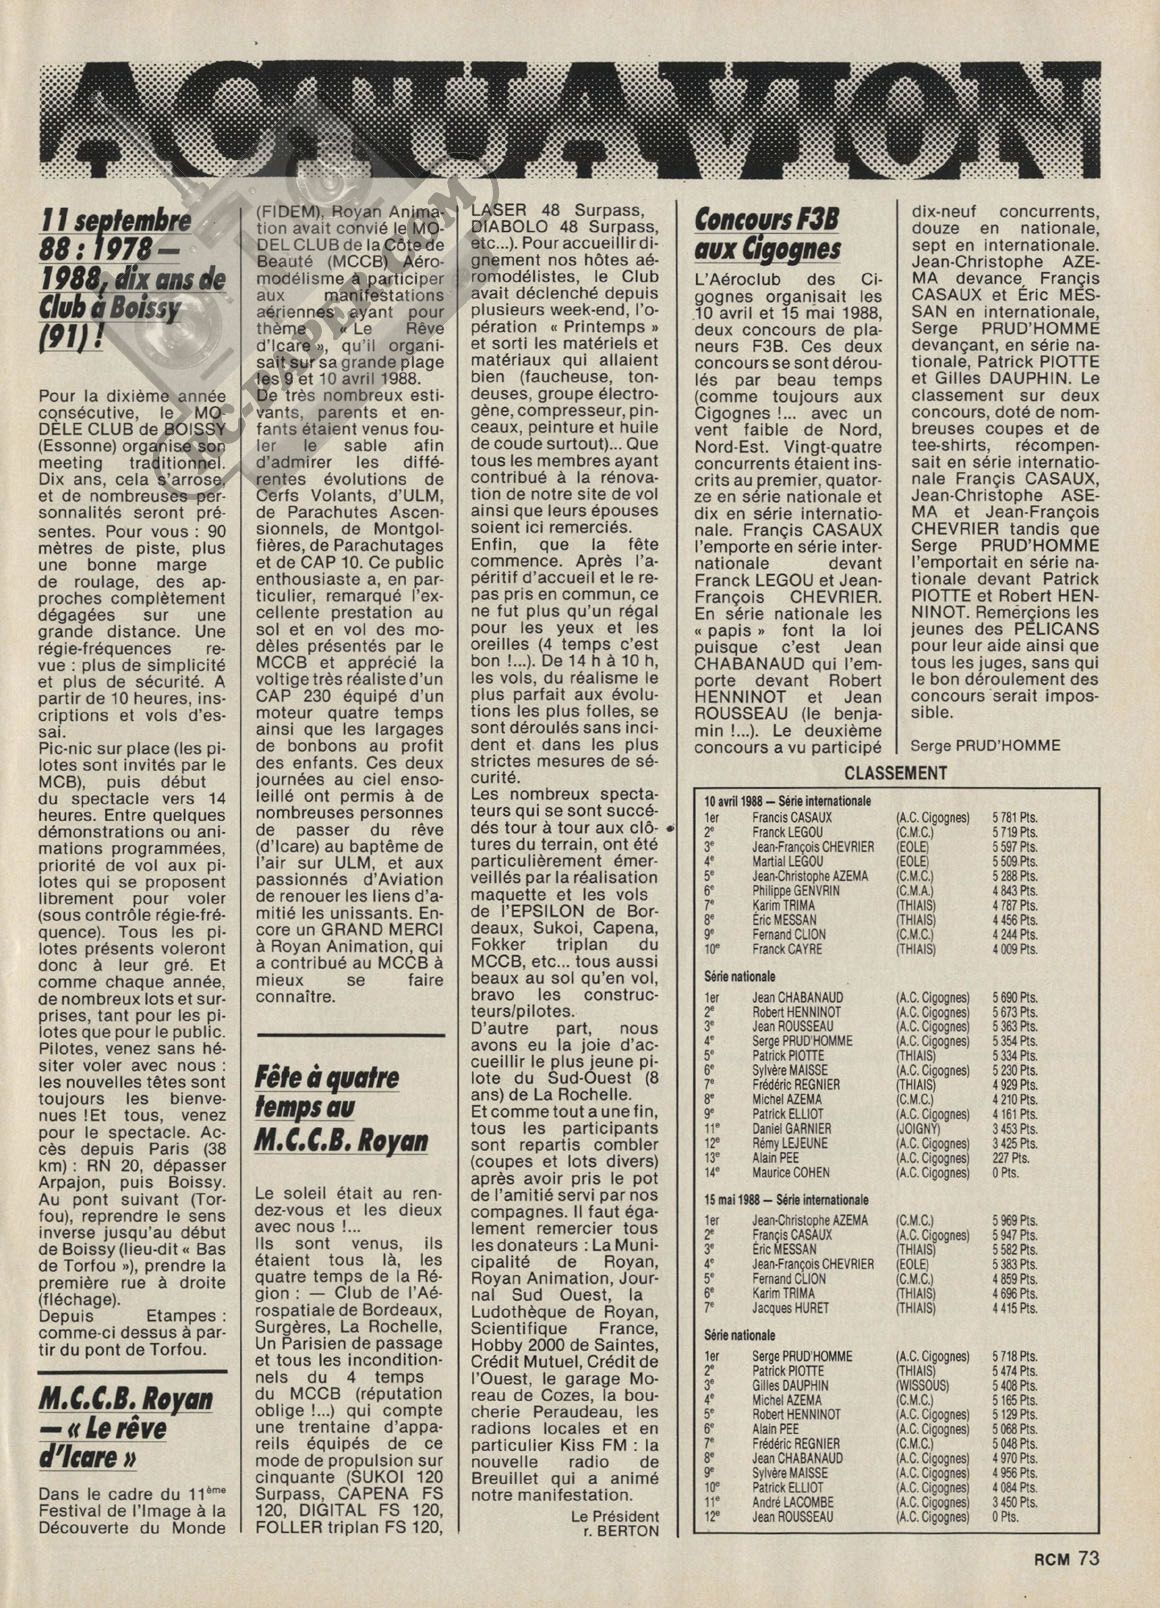 ACTUAVION
RC-PAPER.COM
11 septembre
88 : 1978 –
1988, dix ans de
Club à Boissy
(91) !
Pour la dixième année
consécutive, le MO-
DÈLE CLUB de BOISSY
(Essonne) organise son
meeting traditionnel.
Dix ans, cela s'arrose,
et de nombreuses per-
sonnalités seront pré-
sentes. Pour vous : 90
mètres de piste, plus
une bonne marge
de roulage, des ap-
proches complètement
dégagées sur une
grande distance. Une
régie-fréquences re-
vue : plus de simplicité
et plus de sécurité. A
partir de 10 heures, ins-
criptions et vols d'es-
sai.
Pic-nic sur place (les pi-
lotes sont invités par le
MCB), puis début
du spectacle vers 14
heures. Entre quelques
démonstrations ou ani-
mations programmées,
priorité de vol aux pi-
lotes qui se proposent
librement pour voler
(sous contrôle régie-fré-
quence). Tous les pi-
lotes présents voleront
donc à leur gré. Et
comme chaque année,
de nombreux lots et sur-
prises, tant pour les pi-
lotes que pour le public.
Pilotes, venez sans hé-
siter voler avec nous :
les nouvelles têtes sont
toujours les bienve-
nues ! Et tous, venez
pour le spectacle. Ac-
cès depuis Paris (38
km) : RN 20, dépasser
Arpajon, puis Boissy.
Au pont suivant (Tor-
fou), reprendre le sens
inverse jusqu'au début
de Boissy (lieu-dit « Bas
de Torfou »), prendre la
première rue à droite
(fléchage).
Depuis Etampes :
comme-ci dessus à par-
tir du pont de Torfou.
M.C.C.B. Royan
– « Le rêve
d'Icare »
Dans le cadre du 11ème
Festival de l'Image à la
Découverte du Monde
(FIDEM), Royan Anima-
tion avait convié le MO-
DEL CLUB de la Côte de
Beauté (MCCB) Aéro-
modélisme à participer
aux manifestations
aériennes ayant pour
thème « Le Rêve
d'Icare », qu'il organi-
sait sur sa grande plage
les 9 et 10 avril 1988.
De très nombreux esti-
vants, parents et en-
fants étaient venus fou-
ler le sable afin
d'admirer les diffé-
rentes évolutions de
Cerfs Volants, d'ULM,
de Parachutes Ascen-
sionnels, de Montgol-
fières, de Parachutages
et de CAP 10. Ce public
enthousiaste a, en par-
ticulier, remarqué l'ex-
cellente prestation au
sol et en vol des mo-
dèles présentés par le
MCCB et apprécié la
voltige très réaliste d'un
CAP 230 équipé d'un
moteur quatre temps
ainsi que les largages
de bonbons au profit
des enfants. Ces deux
journées au ciel enso-
leillé ont permis à de
nombreuses personnes
de passer du rêve
(d'Icare) au baptême de
l'air sur ULM, et aux
passionnés d'Aviation
de renouer les liens d'a-
mitié les unissants. En-
core un GRAND MERCI
à Royan Animation, qui
a contribué au MCCB à
mieux se faire
connaître.
Fête à quatre
temps au
M.C.C.B. Royan
Le soleil était au ren-
dez-vous et les dieux
avec nous !...
Ils sont venus, ils
étaient tous là, les
quatre temps de la Ré-
gion : — Club de l'Aé-
rospatiale de Bordeaux,
Surgères, La Rochelle,
Un Parisien de passage
et tous les incondition-
nels du 4 temps
du MCCB (réputation
oblige !...) qui compte
une trentaine d'appa-
reils équipés de ce
mode de propulsion sur
cinquante (SUKOI 120
Surpass, CAPENA FS
120, DIGITAL FS 120,
FOLLER triplan FS 120,
LASER 48 Surpass,
DIABOLO 48 Surpass,
etc...). Pour accueillir di-
gnement nos hôtes aé-
romodélistes, le Club
avait déclenché depuis
plusieurs week-end, l'o-
pération « Printemps »
et sorti les matériels et
matériaux qui allaient
bien (faucheuse, ton-
deuses, groupe électro-
gène, compresseur, pin-
ceaux, peinture et huile
de coude surtout)... Que
tous les membres ayant
contribué à la rénova-
tion de notre site de vol
ainsi que leurs épouses
soient ici remerciés.
Enfin, que la fête
commence. Après l'a-
péritif d'accueil et le re-
pas pris en commun, ce
ne fut plus qu'un régal
pour les yeux et les
oreilles (4 temps c'est
bon !...). De 14 h à 10 h,
les vols, du réalisme le
plus parfait aux évolu-
tions les plus folles, se
sont déroulés sans inci-
dent et dans les plus
strictes mesures de sé-
curité.
Les nombreux specta-
teurs qui se sont succé-
dés tour à tour aux clô-
tures du terrain, ont été
particulièrement émer-
veillés par la réalisation
maquette et les vols
de l'EPSILON de Bor-
deaux, Sukoi, Capena,
Fokker triplan du
MCCB, etc... tous aussi
beaux au sol qu'en vol,
bravo les construc-
teurs/pilotes.
D'autre part, nous
avons eu la joie d'ac-
cueillir le plus jeune pi-
lote du Sud-Ouest (8
ans) de La Rochelle.
Et comme tout a une fin,
tous les participants
sont repartis combler
(coupes et lots divers)
après avoir pris le pot
de l'amitié servi par nos
compagnes. Il faut éga-
lement remercier tous
les donateurs : La Muni-
cipalité de Royan,
Royan Animation, Jour-
nal Sud Ouest, la
Ludothèque de Royan,
Scientifique France,
Hobby 2000 de Saintes,
Crédit Mutuel, Crédit de
l'Ouest, le garage Mo-
reau de Cozes, la bou-
cherie Peraudeau, les
radions locales et en
particulier Kiss FM : la
nouvelle radio de
Breuillet qui a animé
notre manifestation.
Le Président
r. BERTON
Concours F3B
aux Cigognes
L'Aéroclub des Ci-
gognes organisait les
10 avril et 15 mai 1988,
deux concours de pla-
neurs F3B. Ces deux
concours se sont dérou-
lés par beau temps
(comme toujours aux
Cigognes !... avec un
vent faible de Nord,
Nord-Est. Vingt-quatre
concurrents étaient ins-
crits au premier, quator-
ze en série nationale et
dix en série internatio-
nale. Françis CASAUX
l'emporte en série inter-
nationale devant
Franck LEGOU et Jean-
François CHEVRIER.
En série nationale les
« papis » font la loi
puisque c'est Jean
CHABANAUD qui l'em-
porte devant Robert
HENNINOT et Jean
ROUSSEAU (le benja-
min !...). Le deuxième
concours a vu participé
dix-neuf concurrents,
douze en nationale,
sept en internationale.
Jean-Christophe AZE-
MA devance Françis
CASAUX et Éric MES-
SAN en internationale,
Serge PRUD'HOMME
devançant, en série na-
tionale, Patrick PIOTTE
et Gilles DAUPHIN. Le
classement sur deux
concours, doté de nom-
breuses coupes et de
tee-shirts, récompen-
sait en série internatio-
nale Françis CASAUX,
Jean-Christophe ASE-
MA et Jean-François
CHEVRIER tandis que
Serge PRUD'HOMME
l'emportait en série na-
tionale devant Patrick
PIOTTE et Robert HEN-
NINOT. Remerçions les
jeunes des PÉLICANS
pour leur aide ainsi que
tous les juges, sans qui
le bon déroulement des
concours serait impos-
sible.
Serge PRUD'HOMME
CLASSEMENT
10 avril 1988 — Série internationale
1er Francis CASAUX (A.C. Cigognes) 5 781 Pts.
2e Franck LEGOU (C.M.C.) 5 719 Pts.
3e Jean-François CHEVRIER (EOLE) 5 597 Pts.
4e Martial LEGOU (EOLE) 5 509 Pts.
5e Jean-Christophe AZEMA (C.M.C.) 5 288 Pts.
6e Philippe GENVRIN (C.M.A.) 4 843 Pts.
7e Karim TRIMA (THIAIS) 4 787 Pts.
8e Éric MESSAN (THIAIS) 4 456 Pts.
9e Fernand CLION (C.M.C.) 4 244 Pts.
10e Franck CAYRE (THIAIS) 4 009 Pts.
Série nationale
1er Jean CHABANAUD (A.C. Cigognes) 5 690 Pts.
2e Robert HENNINOT (A.C. Cigognes) 5 673 Pts.
3e Jean ROUSSEAU (A.C. Cigognes) 5 363 Pts.
4e Serge PRUD'HOMME (A.C. Cigognes) 5 354 Pts.
5e Patrick PIOTTE (THIAIS) 5 334 Pts.
6e Sylvère MAISSE (A.C. Cigognes) 5 230 Pts.
7e Frédéric REGNIER (THIAIS) 4 929 Pts.
8e Michel AZEMA (C.M.C.) 4 210 Pts.
9e Patrick ELLIOT (A.C. Cigognes) 4 161 Pts.
11e Daniel GARNIER (JOIGNY) 3 453 Pts.
12e Rémy LEJEUNE (A.C. Cigognes) 3 425 Pts.
13e Alain PEE (A.C. Cigognes) 227 Pts.
14e Maurice COHEN (A.C. Cigognes) 0 Pts.
15 mai 1988 — Série internationale
1er Jean-Christophe AZEMA (C.M.C.) 5 969 Pts.
2e Françis CASAUX (A.C. Cigognes) 5 947 Pts.
3e Éric MESSAN (THIAIS) 5 582 Pts.
4e Jean-François CHEVRIER (EOLE) 5 383 Pts.
5e Fernand CLION (C.M.C.) 4 859 Pts.
6e Karim TRIMA (THIAIS) 4 696 Pts.
7e Jacques HURET (THIAIS) 4 415 Pts.
Série nationale
1er Serge PRUD'HOMME (A.C. Cigognes) 5 718 Pts.
2e Patrick PIOTTE (THIAIS) 5 474 Pts.
3e Gilles DAUPHIN (WISSOUS) 5 408 Pts.
4e Michel AZEMA (C.M.C.) 5 165 Pts.
5e Robert HENNINOT (A.C. Cigognes) 5 129 Pts.
6e Alain PEE (A.C. Cigognes) 5 068 Pts.
7e Frédéric REGNIER (C.M.C.) 5 048 Pts.
8e Jean CHABANAUD (A.C. Cigognes) 4 970 Pts.
9e Sylvère MAISSE (A.C. Cigognes) 4 956 Pts.
10e Patrick ELLIOT (A.C. Cigognes) 4 084 Pts.
11e André LACOMBE (A.C. Cigognes) 3 450 Pts.
12e Jean ROUSSEAU (A.C. Cigognes) 0 Pts.
RCM 73